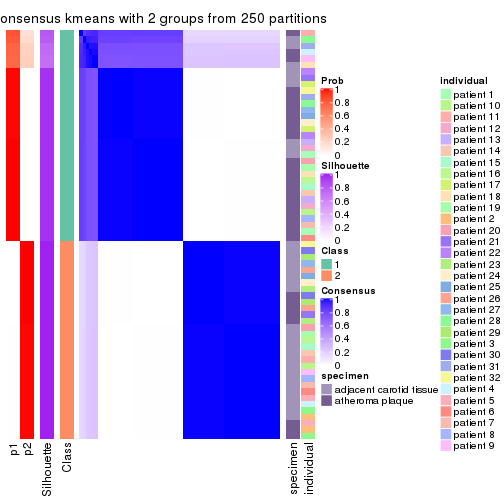 onsensus kmeans with 2 groups from 250 partitions
Prob
1
0.8
0.6
0.4
0.2
0
Silhouette
1
0.8
0.6
0.4
0.2
0
Class
1
2
Consensus
1
0.8
0.6
0.4
0.2
0
specimen
adjacent carotid tissue
atheroma plaque
individual
patient 1
patient 10
patient 11
patient 12
patient 13
patient 14
patient 15
patient 16
patient 17
patient 18
patient 19
patient 2
patient 20
patient 21
patient 22
patient 23
patient 24
patient 25
patient 26
patient 27
patient 28
patient 29
patient 3
patient 30
patient 31
patient 32
patient 4
patient 5
patient 6
patient 7
patient 8
patient 9
p1
p2
Silhouette
Class
specimen
individual